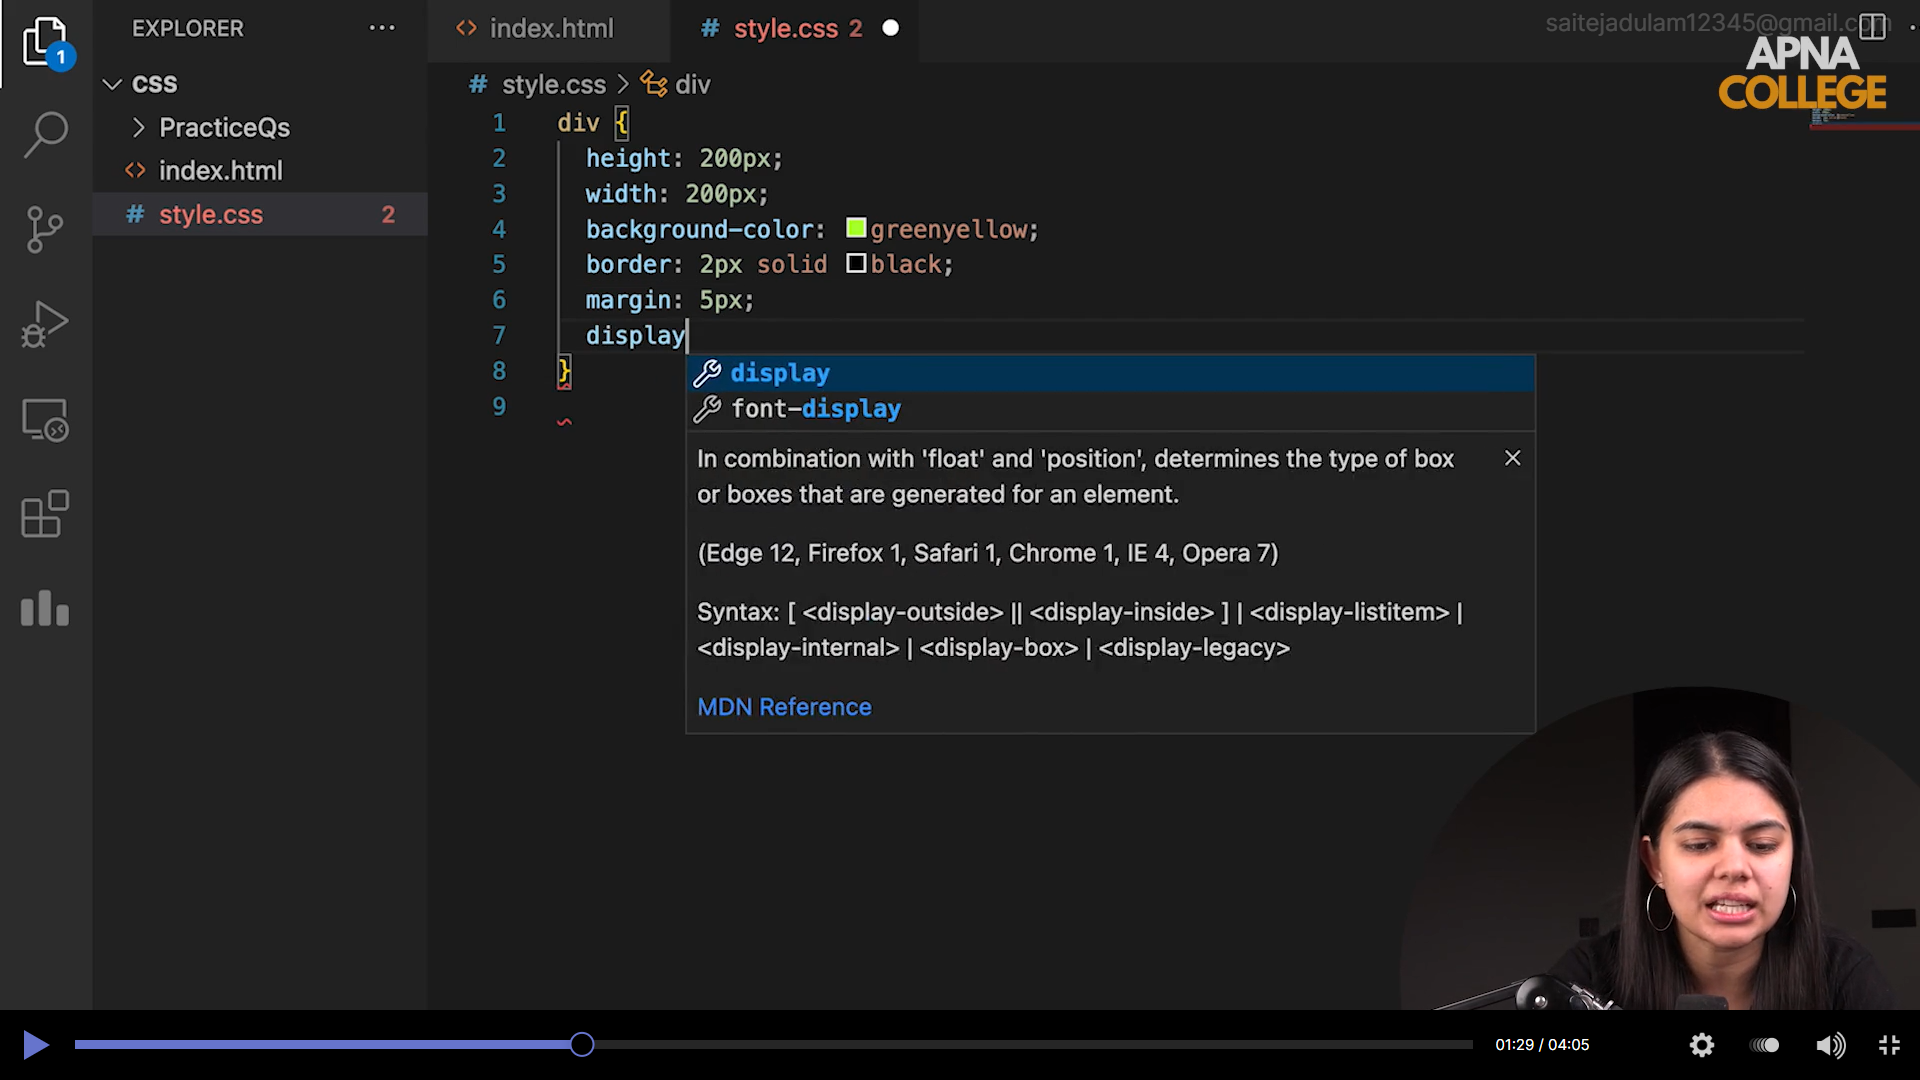 EXPLORER
index.html
style.css 2
saitejadulam12345@gmail.com
APNA
COLLEGE
1
CSS
PracticeQs
index.html
style.css 2
style.css > div
1 div {
2 height: 200px;
3 width: 200px;
4 background-color: greenyellow;
5 border: 2px solid black;
6 margin: 5px;
7 display
8 }
9
display
font-display
In combination with 'float' and 'position', determines the type of box
or boxes that are generated for an element.
(Edge 12, Firefox 1, Safari 1, Chrome 1, IE 4, Opera 7)
Syntax: [ <display-outside> || <display-inside> ] | <display-listitem> |
<display-internal> | <display-box> | <display-legacy>
MDN Reference
01:29 / 04:05